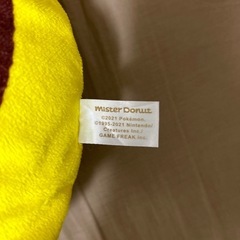 mister Donut
©2021 Pokémon.
©1995-2021 Nintendo/
Creatures Inc./
GAME FREAK inc.